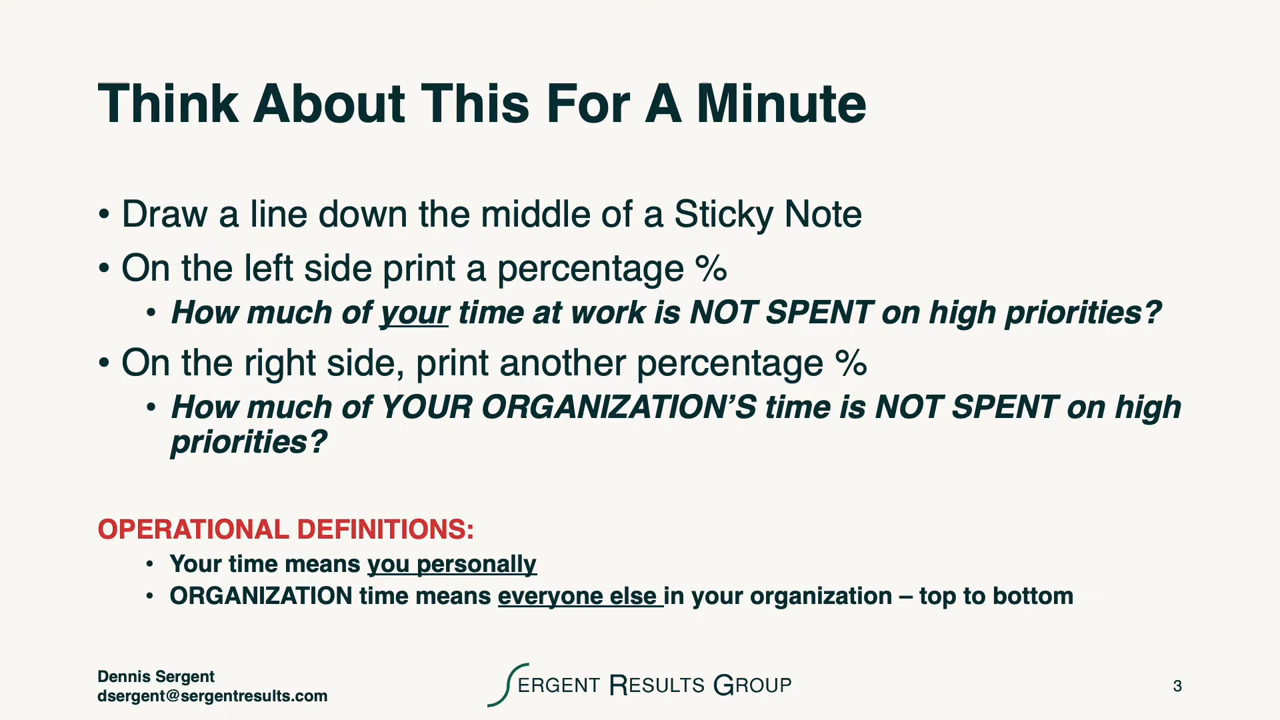 Think About This For A Minute
• Draw a line down the middle of a Sticky Note
• On the left side print a percentage %
• How much of your time at work is NOT SPENT on high priorities?
• On the right side, print another percentage %
• How much of YOUR ORGANIZATION’S time is NOT SPENT on high
priorities?
OPERATIONAL DEFINITIONS:
• Your time means you personally
• ORGANIZATION time means everyone else in your organization – top to bottom
Dennis Sergent
dsergent@sergentresults.com
SERGENT RESULTS GROUP
3